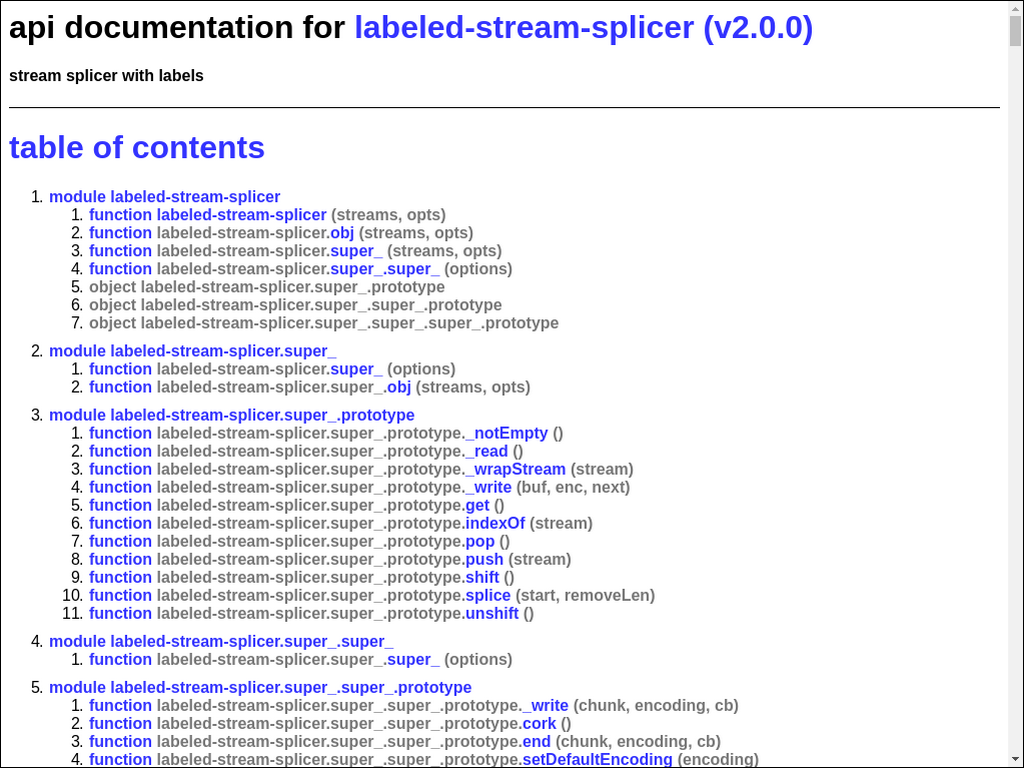 api documentation for labeled-stream-splicer (v2.0.0)
stream splicer with labels
table of contents
1. module labeled-stream-splicer
1. function labeled-stream-splicer (streams, opts)
2. function labeled-stream-splicer.obj (streams, opts)
3. function labeled-stream-splicer.super_ (streams, opts)
4. function labeled-stream-splicer.super_.super_ (options)
5. object labeled-stream-splicer.super_.prototype
6. object labeled-stream-splicer.super_.super_.prototype
7. object labeled-stream-splicer.super_.super_.super_.prototype
2. module labeled-stream-splicer.super_
1. function labeled-stream-splicer.super_ (options)
2. function labeled-stream-splicer.super_.obj (streams, opts)
3. module labeled-stream-splicer.super_.prototype
1. function labeled-stream-splicer.super_.prototype._notEmpty ()
2. function labeled-stream-splicer.super_.prototype._read ()
3. function labeled-stream-splicer.super_.prototype._wrapStream (stream)
4. function labeled-stream-splicer.super_.prototype._write (buf, enc, next)
5. function labeled-stream-splicer.super_.prototype.get ()
6. function labeled-stream-splicer.super_.prototype.indexOf (stream)
7. function labeled-stream-splicer.super_.prototype.pop ()
8. function labeled-stream-splicer.super_.prototype.push (stream)
9. function labeled-stream-splicer.super_.prototype.shift ()
10. function labeled-stream-splicer.super_.prototype.splice (start, removeLen)
11. function labeled-stream-splicer.super_.prototype.unshift ()
4. module labeled-stream-splicer.super_.super_
1. function labeled-stream-splicer.super_.super_ (options)
5. module labeled-stream-splicer.super_.super_.prototype
1. function labeled-stream-splicer.super_.super_.prototype._write (chunk, encoding, cb)
2. function labeled-stream-splicer.super_.super_.prototype.cork ()
3. function labeled-stream-splicer.super_.super_.prototype.end (chunk, encoding, cb)
4. function labeled-stream-splicer.super_.super_.prototype.setDefaultEncoding (encoding)